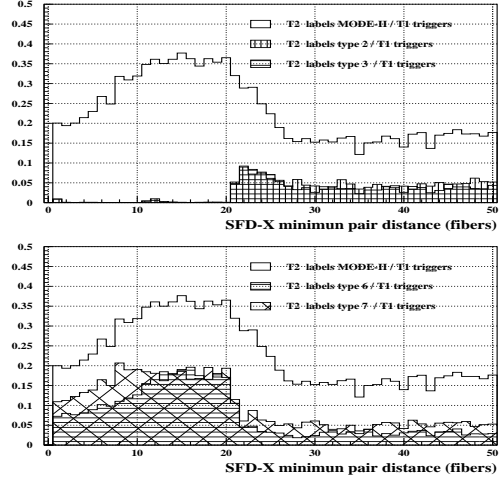 0.5
T2 labels MODE-H / T1 triggers
0.45
T2 labels type 2 / T1 triggers
0.4
T2 labels type 3 / T1 triggers
0.35
0.3
0.25
0.2
0.15
0.1
0.05
0
0 10 20 30 40 50
SFD-X minimun pair distance (fibers)
0.5
T2 labels MODE-H / T1 triggers
0.45
T2 labels type 6 / T1 triggers
0.4
T2 labels type 7 / T1 triggers
0.35
0.3
0.25
0.2
0.15
0.1
0.05
0
0 10 20 30 40 50
SFD-X minimun pair distance (fibers)